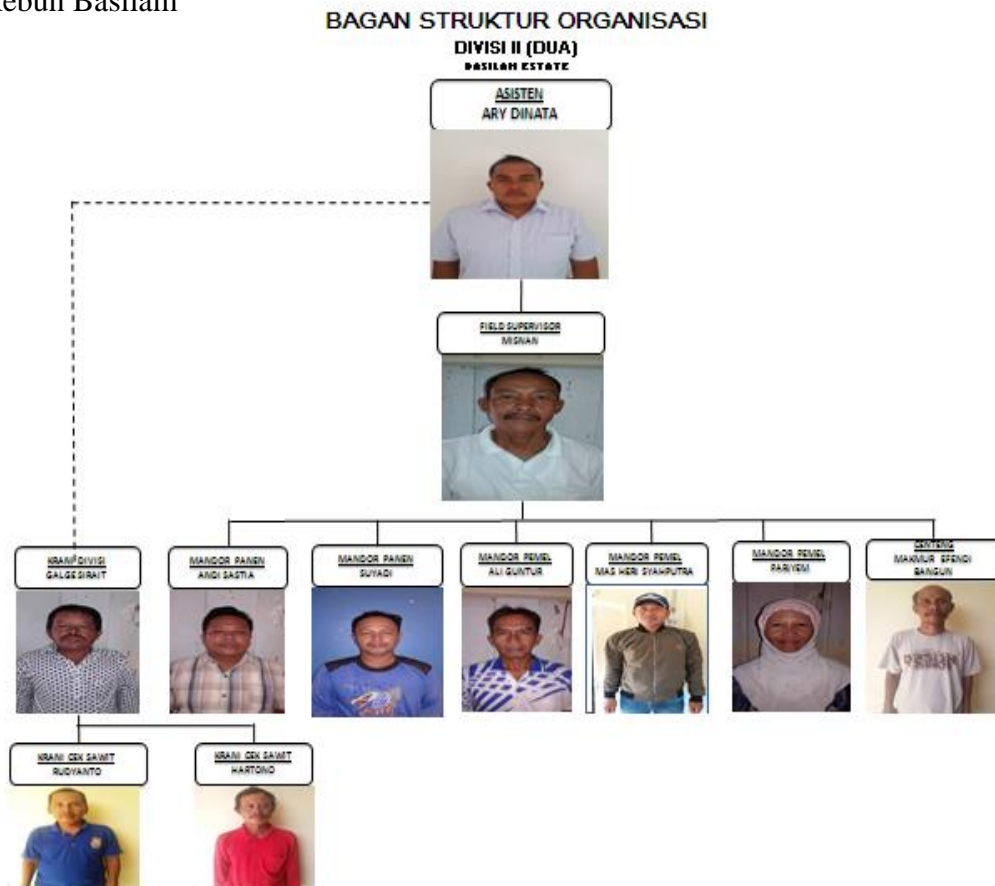 Kebun Basilam
BAGAN STRUKTUR ORGANISASI
DIVISI II (DUA)
BASILAM ESTATE
ASISTEN
ARY DINATA
FIELD SUPERVISOR
MISNAN
KRANI DIVISI
GALGESIRAIT
MANDOR PANEN
ANDI SASTIA
MANDOR PANEN
SUYADI
MANDOR PEMEL
ALI GUNTUR
MANDOR PEMEL
MAS HERI SYAHPUTRA
MANDOR PEMEL
PARIYEM
CENTENG
MAKMUR EFENDI
BANGUN
KRANI CEK SAWIT
RUDYANTO
KRANI CEK SAWIT
HARTONO